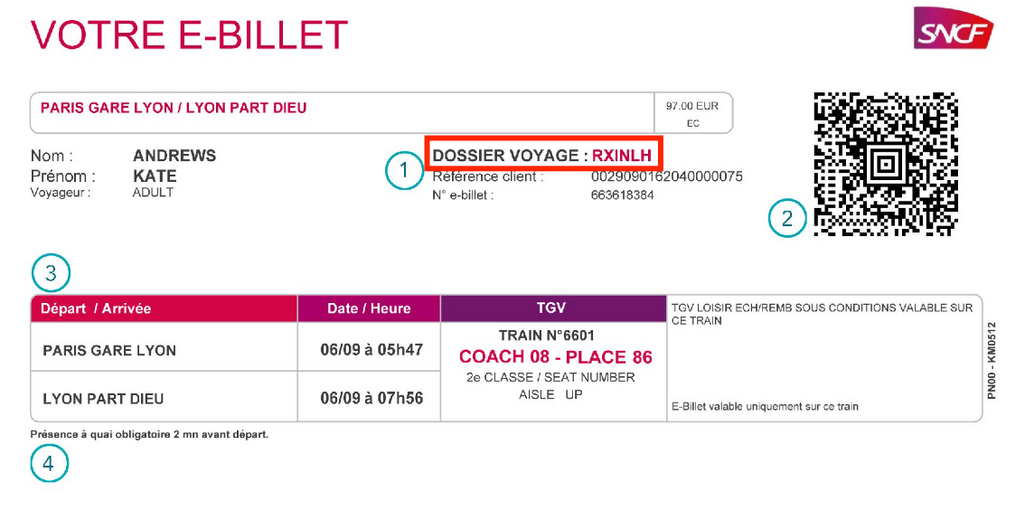 VOTRE E-BILLET
SNCF
PARIS GARE LYON / LYON PART DIEU
97.00 EUR
EC
Nom : ANDREWS
Prénom : KATE
Voyageur : ADULT
1
DOSSIER VOYAGE : RXINLH
Référence client : 0029090162040000075
N° e-billet : 663618384
2
3
Départ / Arrivée Date / Heure TGV
PARIS GARE LYON 06/09 à 05h47
LYON PART DIEU 06/09 à 07h56
TRAIN N°6601
COACH 08 - PLACE 86
2e CLASSE / SEAT NUMBER
AISLE UP
TGV LOISIR ECH/REMB SOUS CONDITIONS VALABLE SUR
CE TRAIN
E-Billet valable uniquement sur ce train
PN00 - KM0512
Présence à quai obligatoire 2 mn avant départ.
4